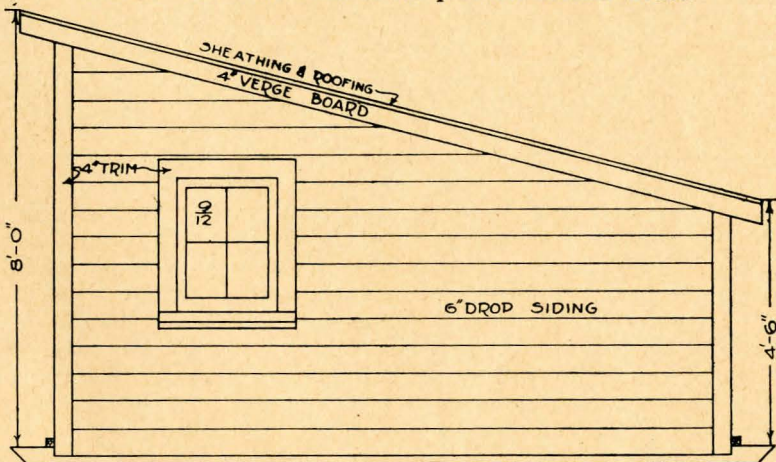 SHEATHING & ROOFING
4" VERGE BOARD
4" TRIM
9
12
8'-0"
6" DROP SIDING
4'-6"